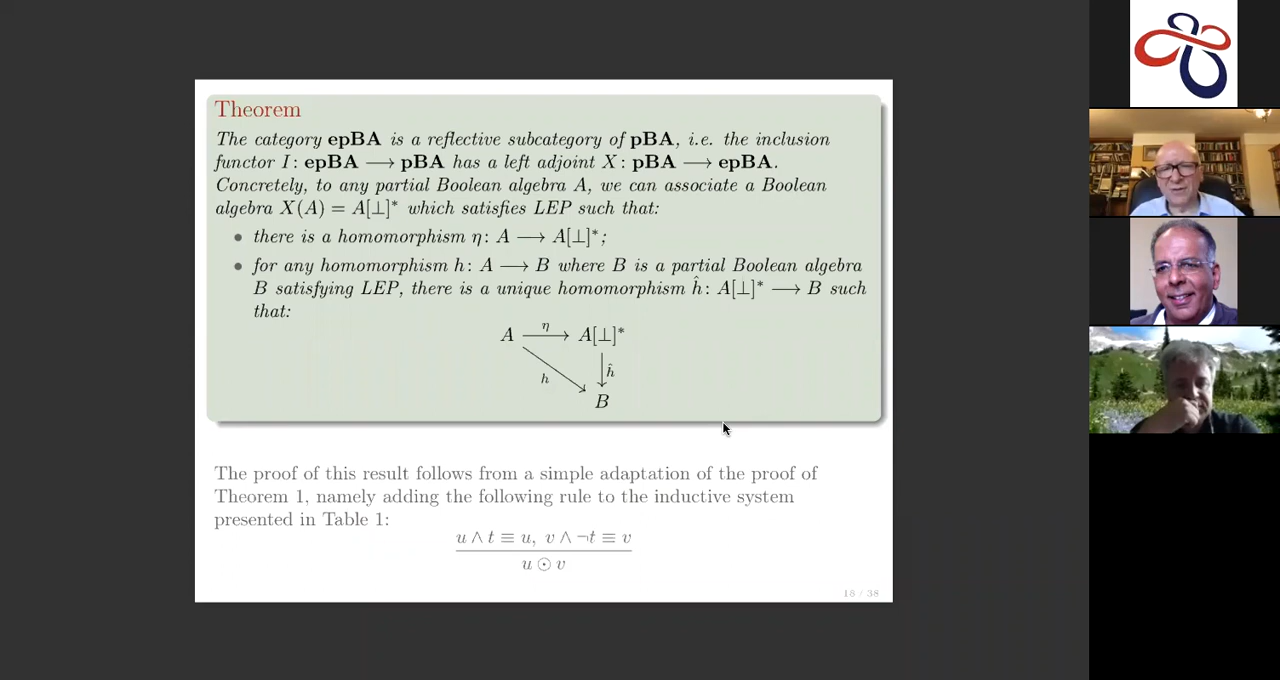 Theorem
The category epBA is a reflective subcategory of pBA, i.e. the inclusion
functor I: epBA ⟶ pBA has a left adjoint X: pBA ⟶ epBA.
Concretely, to any partial Boolean algebra A, we can associate a Boolean
algebra X(A) = A[⊥]* which satisfies LEP such that:
• there is a homomorphism η: A ⟶ A[⊥]*;
• for any homomorphism h: A ⟶ B where B is a partial Boolean algebra
B satisfying LEP, there is a unique homomorphism ĥ: A[⊥]* ⟶ B such
that:
A η A[⊥]*
h ĥ
B
The proof of this result follows from a simple adaptation of the proof of
Theorem 1, namely adding the following rule to the inductive system
presented in Table 1:
u ∧ t ≡ u, v ∧ ¬t ≡ v
u ⊙ v
18 / 38